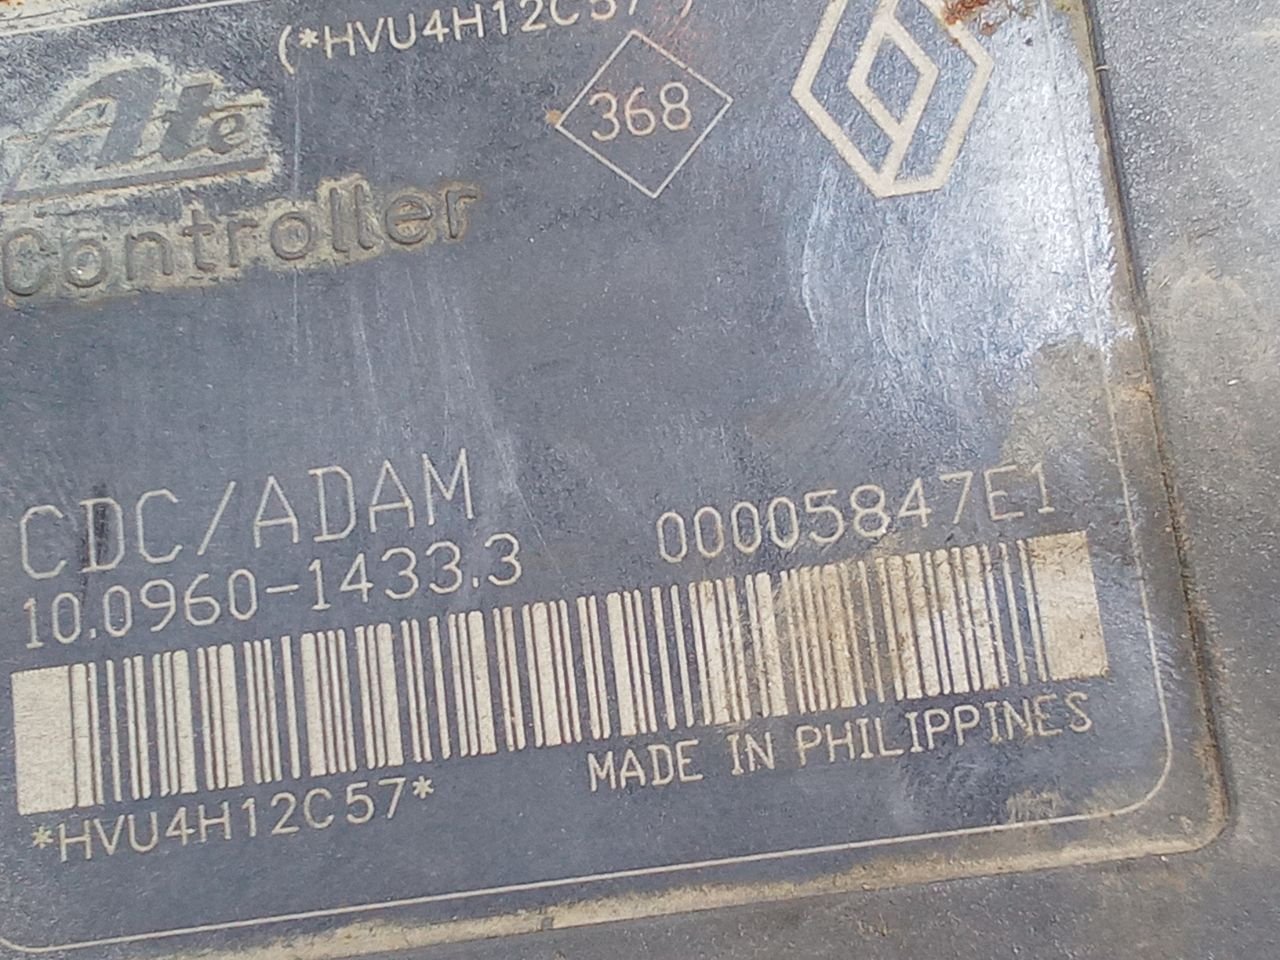 (*HVU4H12C57*)
Ate
368
Controller
CDC/ADAM
10.0960-1433.3
00005847E1
MADE IN PHILIPPINES
*HVU4H12C57*